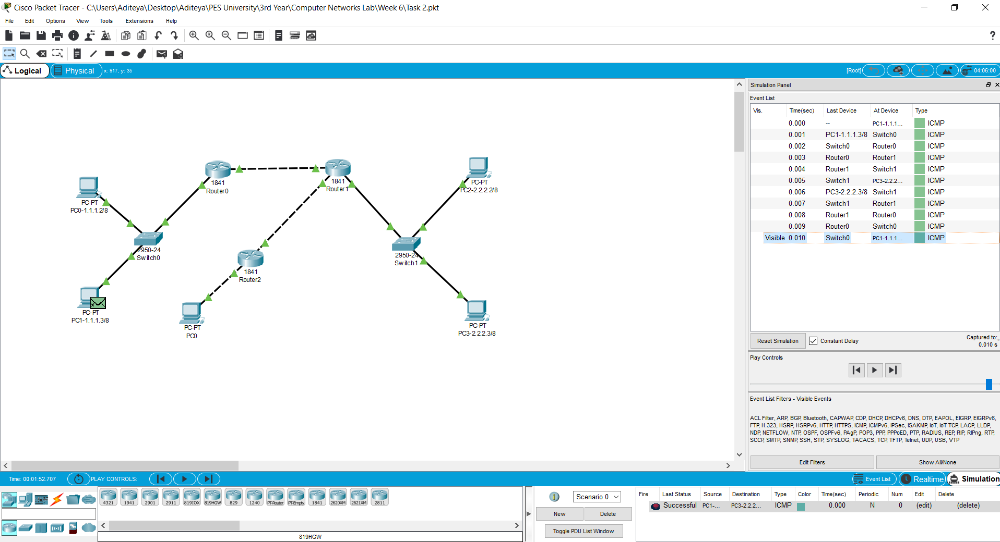 Cisco Packet Tracer - C:\Users\Aditeya\Desktop\Aditeya\PES University\3rd Year\Computer Networks Lab\Week 6\Task 2.pkt
File Edit Options View Tools Extensions Help
?
Logical Physical x: 917, y: 35 [Root] 04:06:00
1841
Router0
1841
Router1
PC-PT
PC2-2.2.2.2/8
PC-PT
PC0-1.1.1.2/8
2950-24
Switch0
2950-24
Switch1
1841
Router2
PC-PT
PC1-1.1.1.3/8
PC-PT
PC0
PC-PT
PC3-2.2.2.3/8
Simulation Panel
Event List
Vis. Time(sec) Last Device At Device Type
0.000 -- PC1-1.1.1... ICMP
0.001 PC1-1.1.1.3/8 Switch0 ICMP
0.002 Switch0 Router0 ICMP
0.003 Router0 Router1 ICMP
0.004 Router1 Switch1 ICMP
0.005 Switch1 PC3-2.2.2... ICMP
0.006 PC3-2.2.2.3/8 Switch1 ICMP
0.007 Switch1 Router1 ICMP
0.008 Router1 Router0 ICMP
0.009 Router0 Switch0 ICMP
Visible 0.010 Switch0 PC1-1.1.1... ICMP
Reset Simulation Constant Delay Captured to:
0.010 s
Play Controls
Event List Filters - Visible Events
ACL Filter, ARP, BGP, Bluetooth, CAPWAP, CDP, DHCP, DHCPv6, DNS, DTP, EAPOL, EIGRP, EIGRPv6,
FTP, H.323, HSRP, HSRPv6, HTTP, HTTPS, ICMP, ICMPv6, IPSec, ISAKMP, IoT, IoT TCP, LACP, LLDP,
NDP, NETFLOW, NTP, OSPF, OSPFv6, PAgP, POP3, PPP, PPPoED, PTP, RADIUS, REP, RIP, RIPng, RTP,
SCCP, SMTP, SNMP, SSH, STP, SYSLOG, TACACS, TCP, TFTP, Telnet, UDP, USB, VTP
Edit Filters Show All/None
Time: 00:01:52.707 PLAY CONTROLS: Event List Realtime Simulation
4321 1941 2901 2911 819IOX 819HGW 829 1240 PT-Router PT-Empty 1841 2620XM 2621XM 2811
819HGW
Scenario 0
New Delete
Toggle PDU List Window
Fire Last Status Source Destination Type Color Time(sec) Periodic Num Edit Delete
Successful PC1-... PC3-2.2.2... ICMP 0.000 N 0 (edit) (delete)